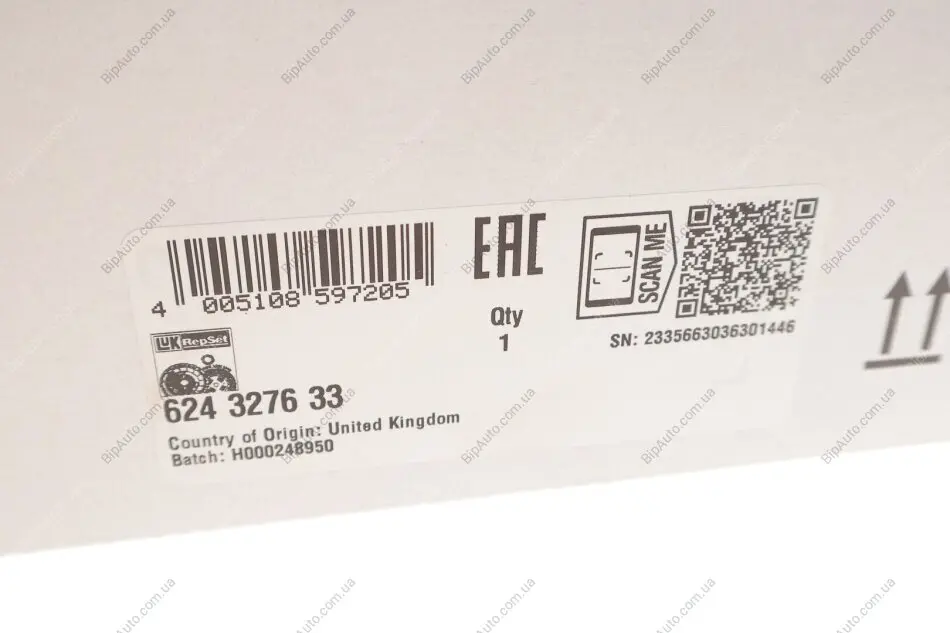 BipAuto.com.ua
4 005108 597205
EAC
SCAN ME
Qty
1
SN: 2335663036301446
LUK RepSet
624 3276 33
Country of Origin: United Kingdom
Batch: H000248950